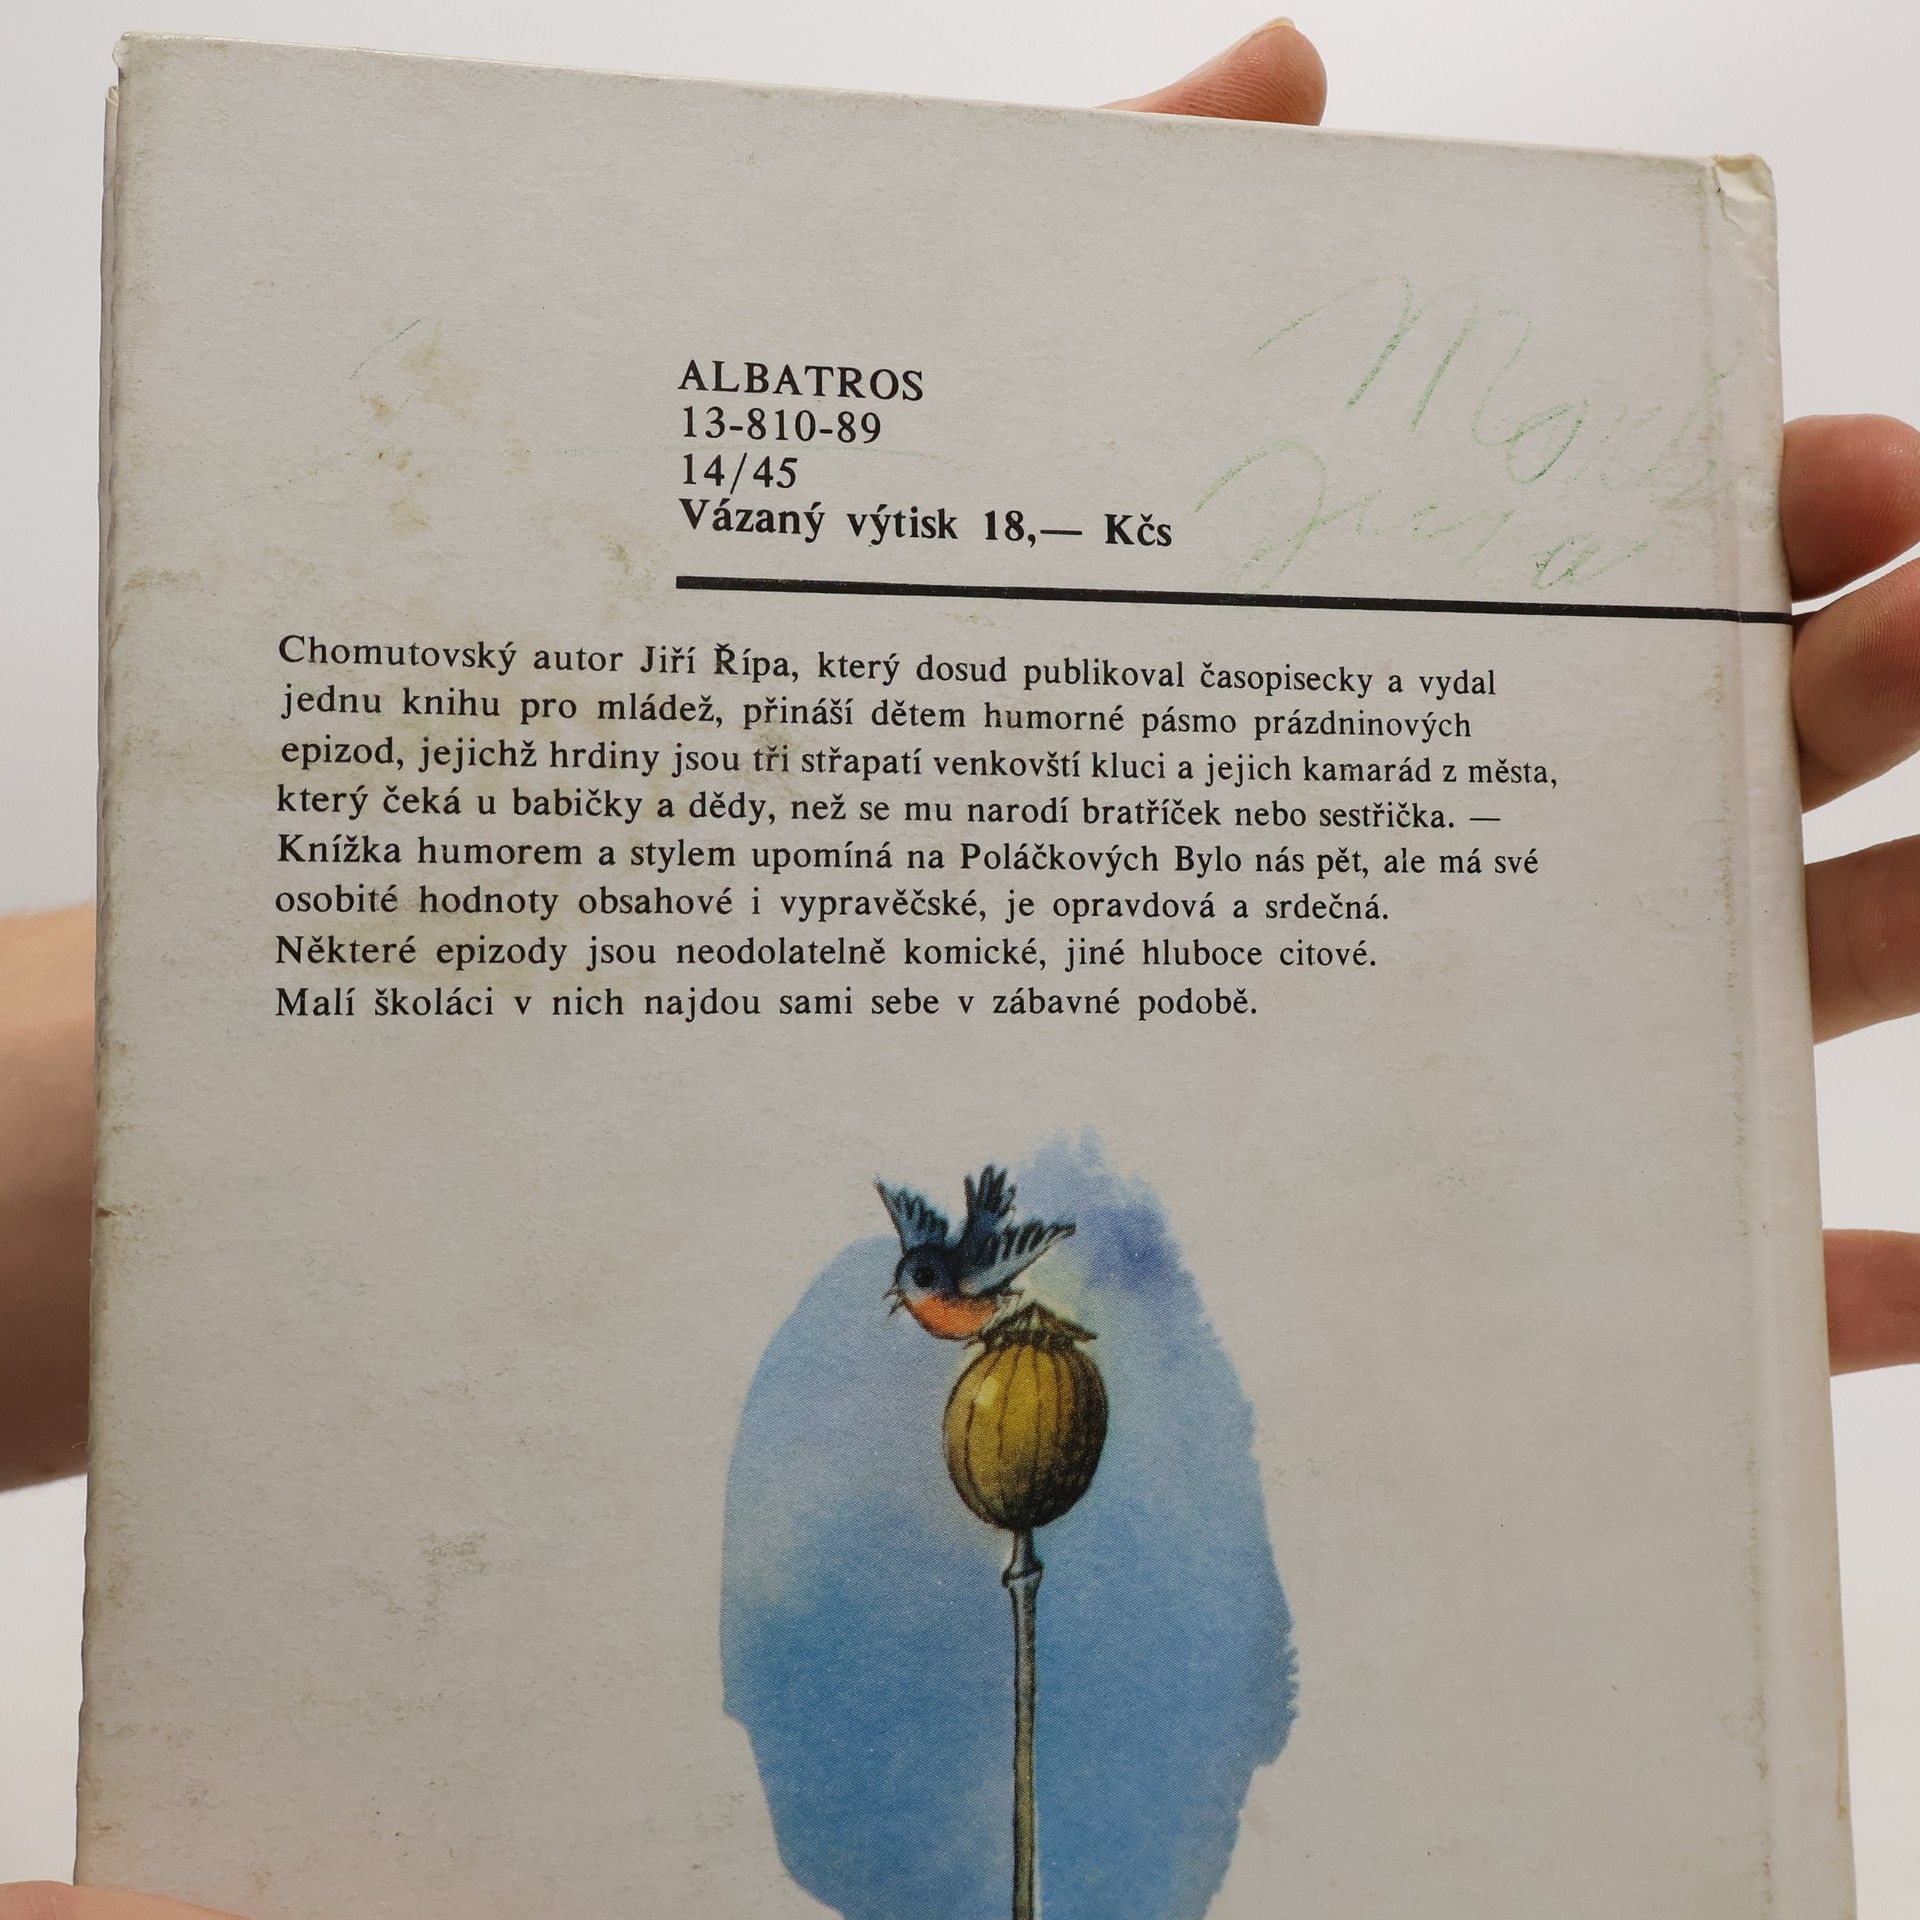 ALBATROS
13-810-89
14/45
Vázaný výtisk 18,— Kčs
Chomutovský autor Jiří Řípa, který dosud publikoval časopisecky a vydal
jednu knihu pro mládež, přináší dětem humorné pásmo prázdninových
epizod, jejichž hrdiny jsou tři střapatí venkovští kluci a jejich kamarád z města,
který čeká u babičky a dědy, než se mu narodí bratříček nebo sestřička. —
Knížka humorem a stylem upomíná na Poláčkových Bylo nás pět, ale má své
osobité hodnoty obsahové i vypravěčské, je opravdová a srdečná.
Některé epizody jsou neodolatelně komické, jiné hluboce citové.
Malí školáci v nich najdou sami sebe v zábavné podobě.